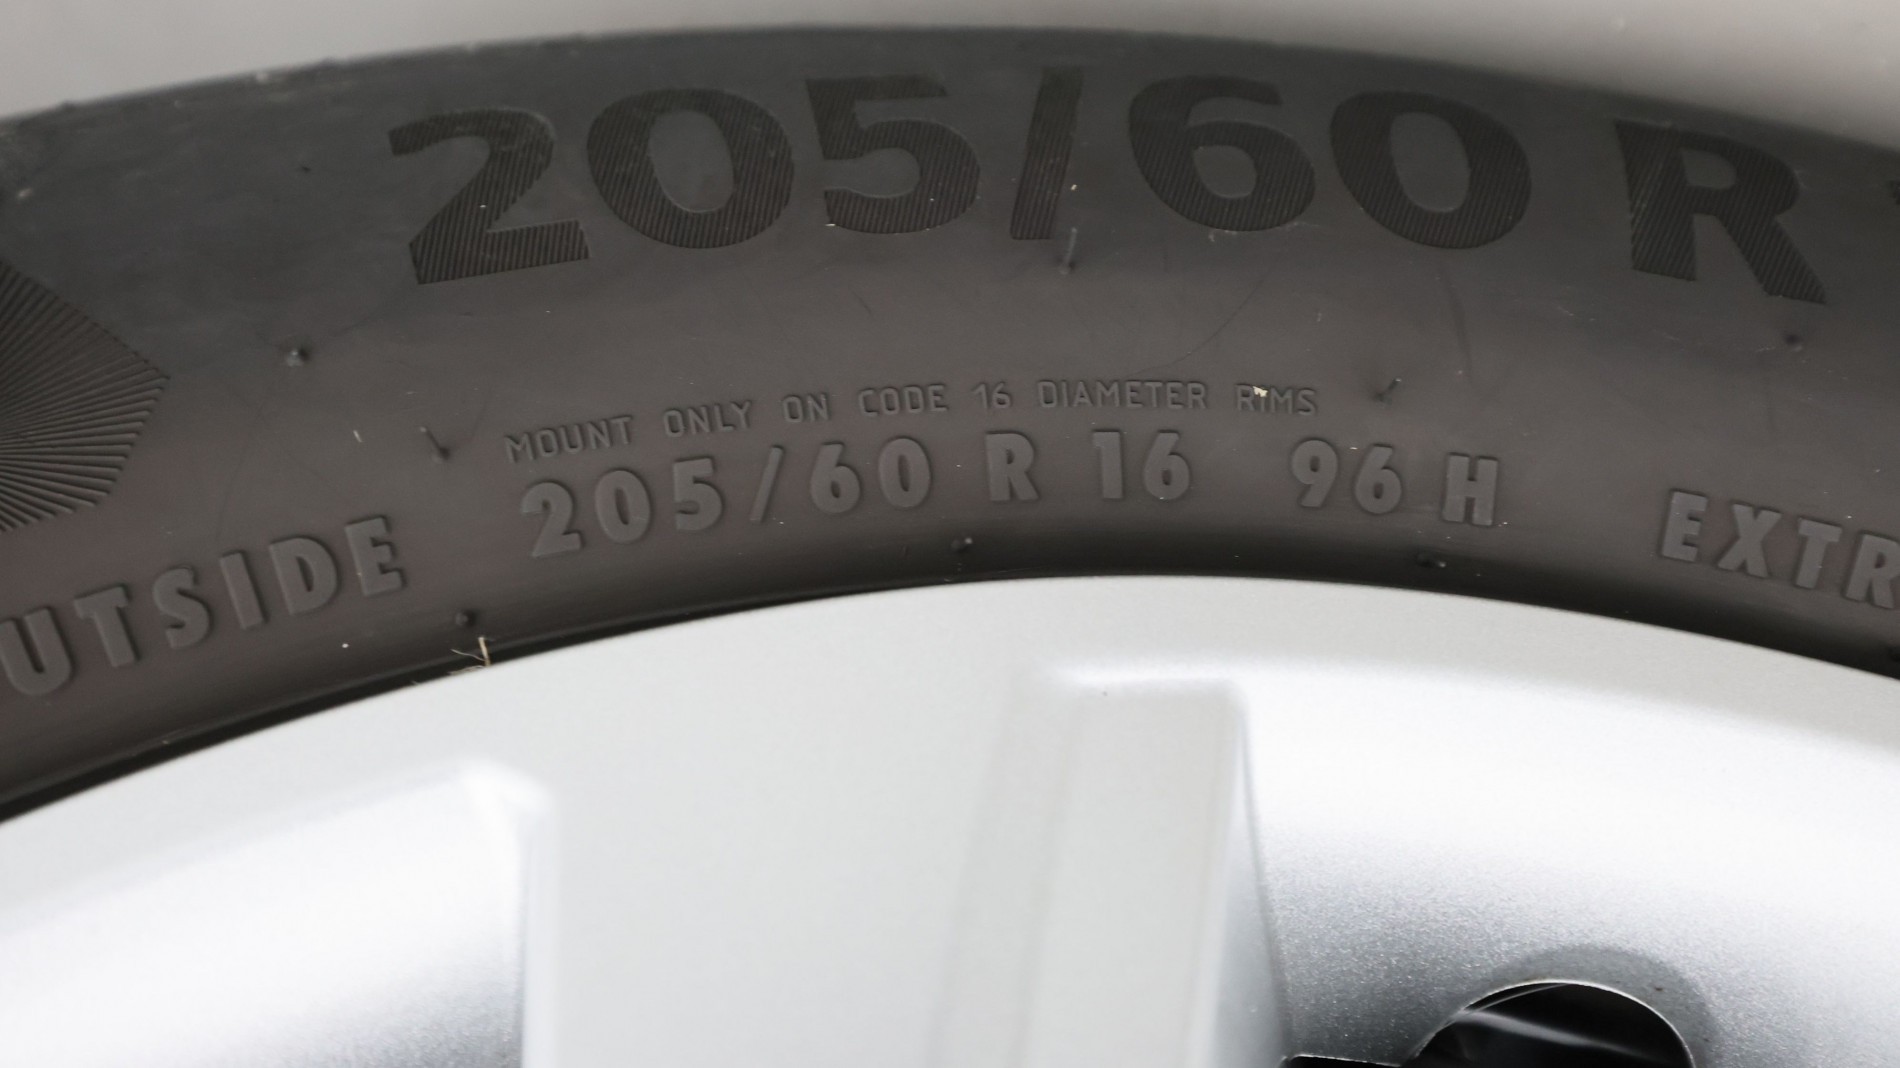 205/60 R
MOUNT ONLY ON CODE 16 DIAMETER RIMS
UTSIDE 205/60 R 16 96 H EXTR